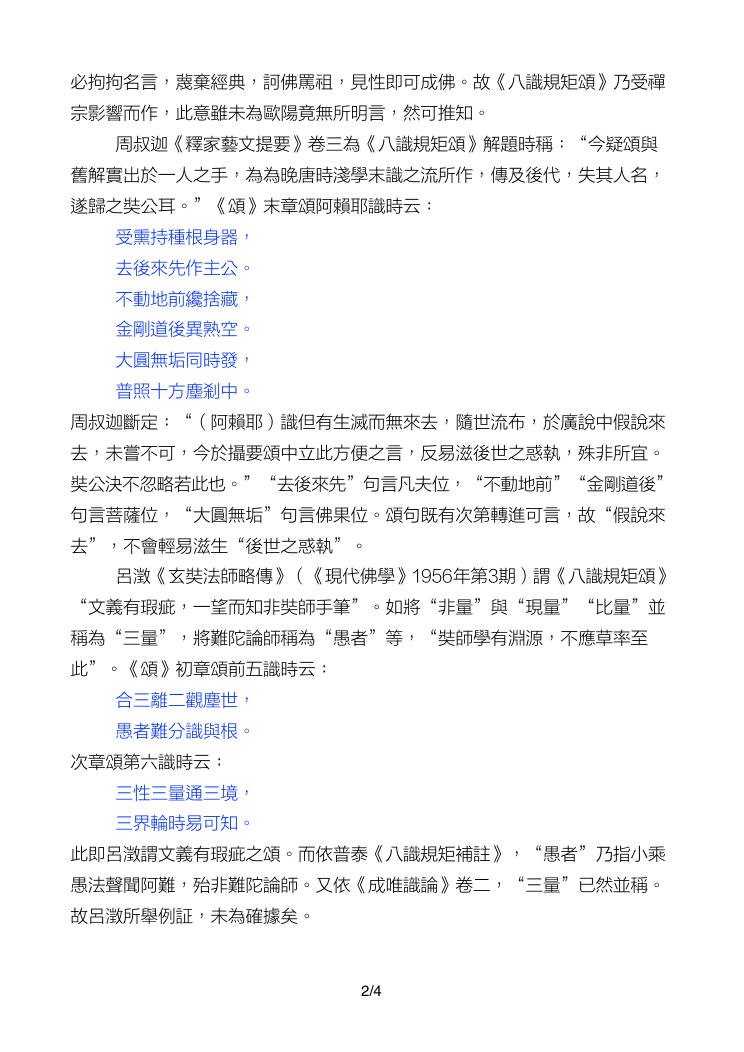 必拘拘名言，蔑棄經典，訶佛罵祖，見性即可成佛。故《八識規矩頌》乃受禪
宗影響而作，此意雖未為歐陽竟無所明言，然可推知。
周叔迦《釋家藝文提要》卷三為《八識規矩頌》解題時稱：“今疑頌與
舊解實出於一人之手，為為晚唐時淺學末識之流所作，傳及後代，失其人名，
遂歸之奘公耳。”《頌》末章頌阿賴耶識時云：
受熏持種根身器，
去後來先作主公。
不動地前纔捨藏，
金剛道後異熟空。
大圓無垢同時發，
普照十方塵剎中。
周叔迦斷定：“（阿賴耶）識但有生滅而無來去，隨世流布，於廣說中假說來
去，未嘗不可，今於攝要頌中立此方便之言，反易滋後世之惑執，殊非所宜。
奘公決不忽略若此也。”“去後來先”句言凡夫位，“不動地前”“金剛道後”
句言菩薩位，“大圓無垢”句言佛果位。頌句既有次第轉進可言，故“假說來
去”，不會輕易滋生“後世之惑執”。
呂澂《玄奘法師略傳》（《現代佛學》1956年第3期）謂《八識規矩頌》
“文義有瑕疵，一望而知非奘師手筆”。如將“非量”與“現量”“比量”並
稱為“三量”，將難陀論師稱為“愚者”等，“奘師學有淵源，不應草率至
此”。《頌》初章頌前五識時云：
合三離二觀塵世，
愚者難分識與根。
次章頌第六識時云：
三性三量通三境，
三界輪時易可知。
此即呂澂謂文義有瑕疵之頌。而依普泰《八識規矩補註》，“愚者”乃指小乘
愚法聲聞阿難，殆非難陀論師。又依《成唯識論》卷二，“三量”已然並稱。
故呂澂所舉例証，未為確據矣。
2/4